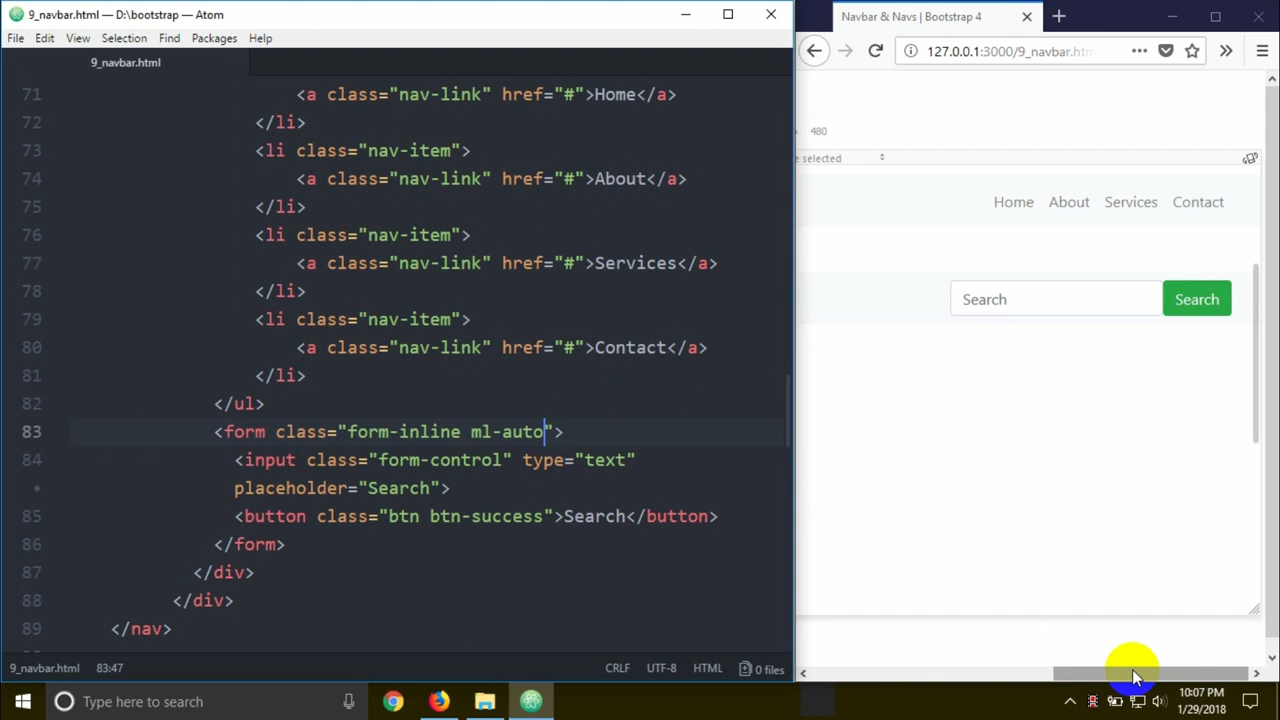 9_navbar.html — D:\bootstrap — Atom
File Edit View Selection Find Packages Help
9_navbar.html
71 <a class="nav-link" href="#">Home</a>
72 </li>
73 <li class="nav-item">
74 <a class="nav-link" href="#">About</a>
75 </li>
76 <li class="nav-item">
77 <a class="nav-link" href="#">Services</a>
78 </li>
79 <li class="nav-item">
80 <a class="nav-link" href="#">Contact</a>
81 </li>
82 </ul>
83 <form class="form-inline ml-auto">
84 <input class="form-control" type="text"
• placeholder="Search">
85 <button class="btn btn-success">Search</button>
86 </form>
87 </div>
88 </div>
89 </nav>
9_navbar.html 83:47 CRLF UTF-8 HTML 0 files
Navbar & Navs | Bootstrap 4
127.0.0.1:3000/9_navbar.htm
× 480
e selected
Home About Services Contact
Search Search
Type here to search
10:07 PM
1/29/2018